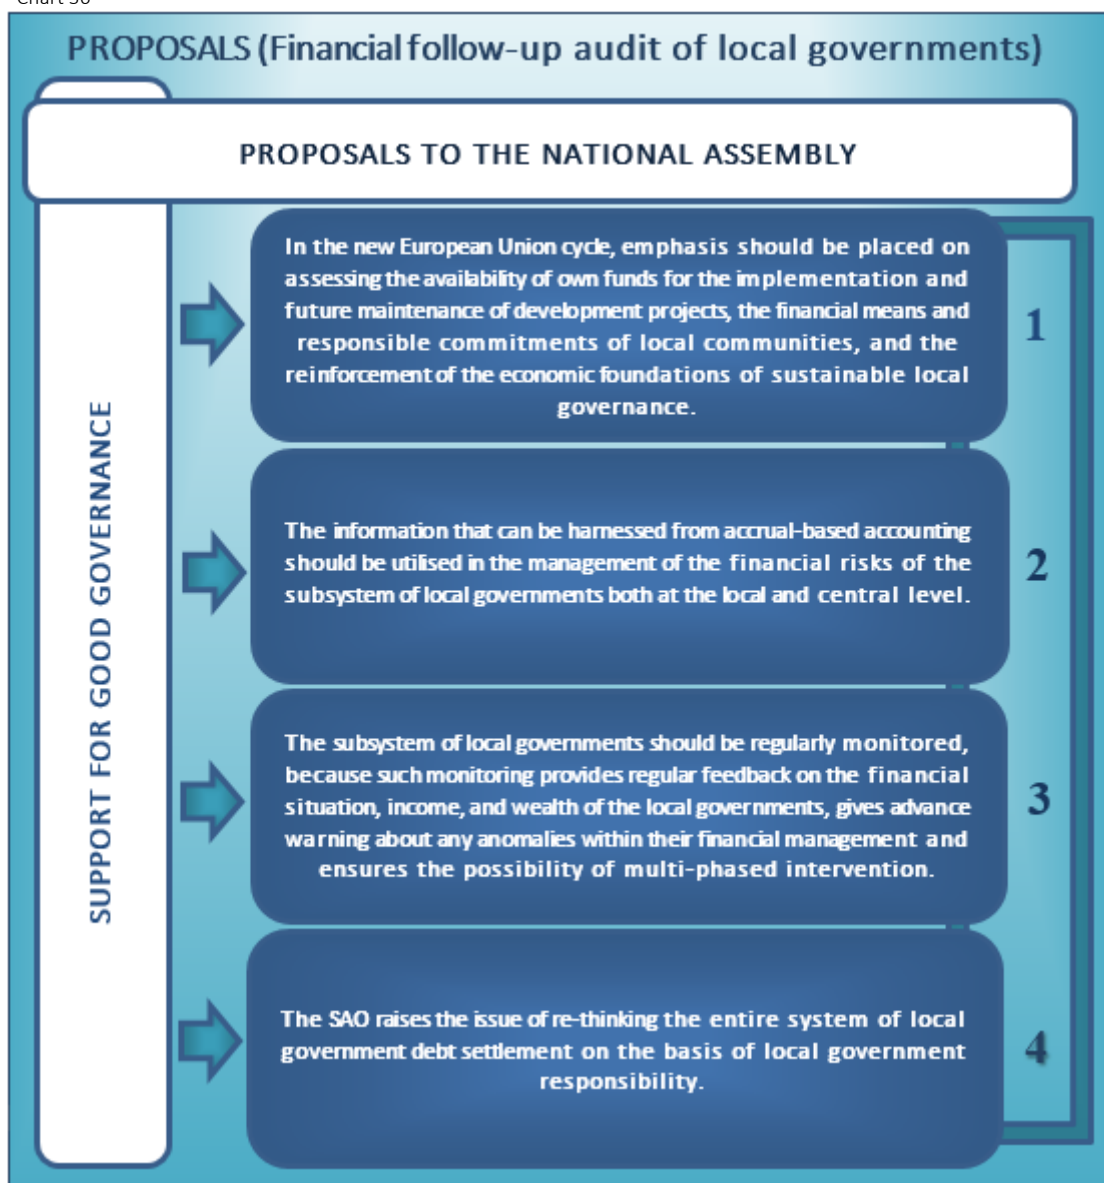 Chart 36
PROPOSALS (Financial follow-up audit of local governments)
PROPOSALS TO THE NATIONAL ASSEMBLY
SUPPORT FOR GOOD GOVERNANCE
In the new European Union cycle, emphasis should be placed on
assessing the availability of own funds for the implementation and
future maintenance of development projects, the financial means and
responsible commitments of local communities, and the
reinforcement of the economic foundations of sustainable local
governance.
1
The information that can be harnessed from accrual-based accounting
should be utilised in the management of the financial risks of the
subsystem of local governments both at the local and central level.
2
The subsystem of local governments should be regularly monitored,
because such monitoring provides regular feedback on the financial
situation, income, and wealth of the local governments, gives advance
warning about any anomalies within their financial management and
ensures the possibility of multi-phased intervention.
3
The SAO raises the issue of re-thinking the entire system of local
government debt settlement on the basis of local government
responsibility.
4